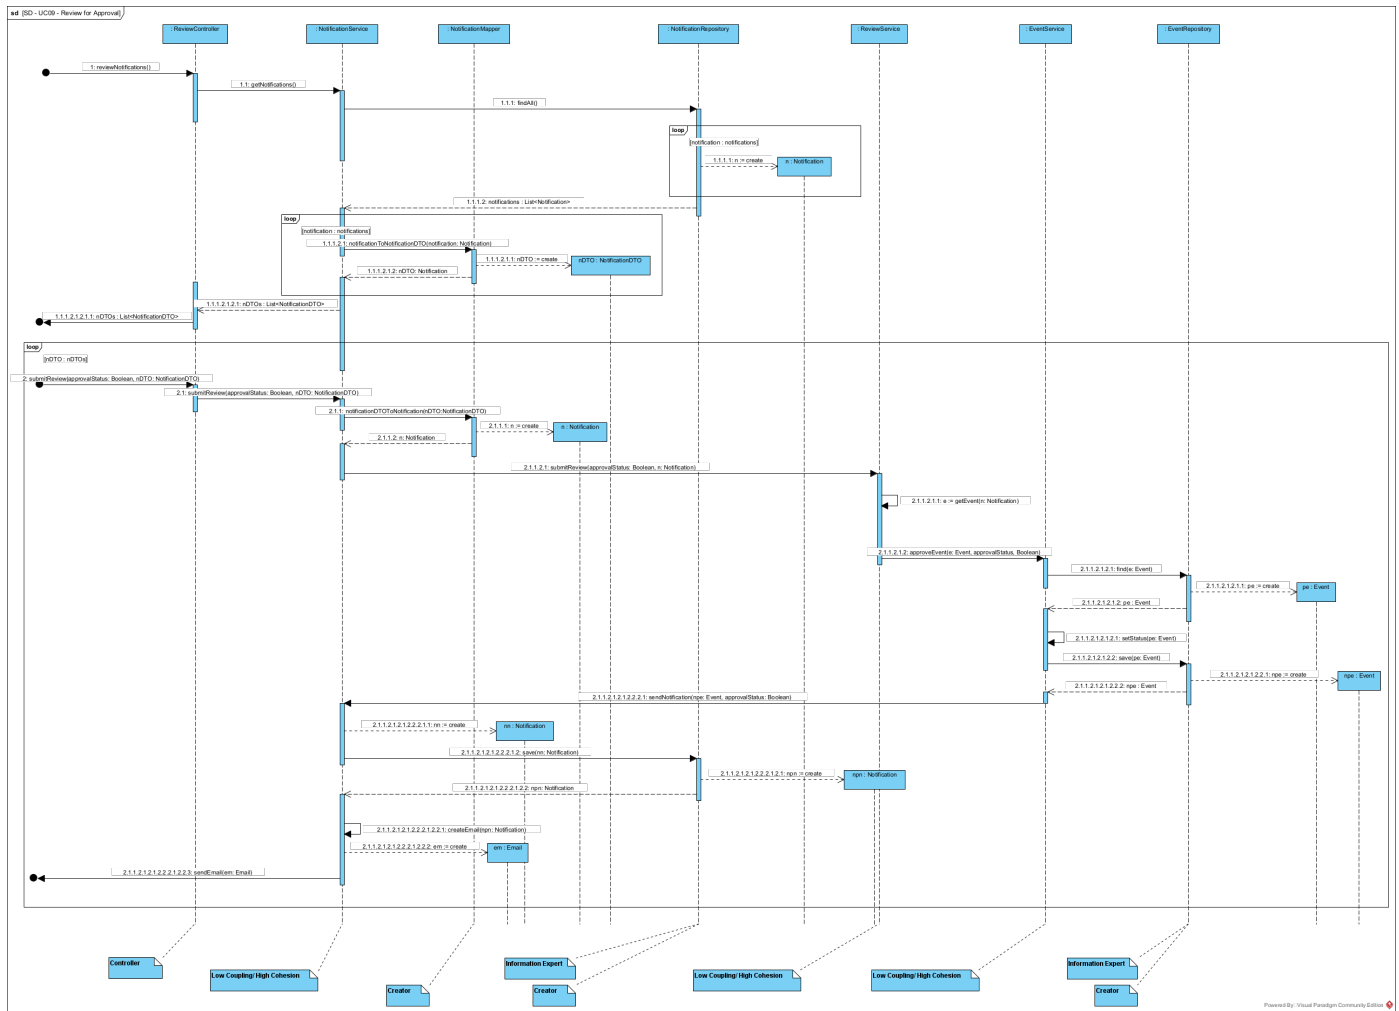 sd [SD - UC09 - Review for Approval]
: ReviewController
: NotificationService
: NotificationMapper
: NotificationRepository
: ReviewService
: EventService
: EventRepository
1: reviewNotifications()
1.1: getNotifications()
1.1.1: findAll()
loop
[notification : notifications]
1.1.1.1: n := create
n : Notification
1.1.1.2: notifications : List<Notification>
loop
[notification : notifications]
1.1.1.2.1: notificationToNotificationDTO(notification: Notification)
1.1.1.2.1.1: nDTO := create
nDTO : NotificationDTO
1.1.1.2.1.2: nDTO: Notification
1.1.1.2.1.2.1: nDTOs : List<NotificationDTO>
1.1.1.2.1.2.1.1: nDTOs : List<NotificationDTO>
loop
[nDTO : nDTOs]
2: submitReview(approvalStatus: Boolean, nDTO: NotificationDTO)
2.1: submitReview(approvalStatus: Boolean, nDTO: NotificationDTO)
2.1.1: notificationDTOToNotification(nDTO:NotificationDTO)
2.1.1.1: n := create
n : Notification
2.1.1.2: n: Notification
2.1.1.2.1: submitReview(approvalStatus: Boolean, n: Notification)
2.1.1.2.1.1: e := getEvent(n: Notification)
2.1.1.2.1.2: approveEvent(e: Event, approvalStatus, Boolean)
2.1.1.2.1.2.1: find(e: Event)
2.1.1.2.1.2.1.1: pe := create
pe : Event
2.1.1.2.1.2.1.2: pe : Event
2.1.1.2.1.2.1.2.1: setStatus(pe: Event)
2.1.1.2.1.2.1.2.2: save(pe: Event)
2.1.1.2.1.2.1.2.2.1: npe := create
npe : Event
2.1.1.2.1.2.1.2.2.2: npe : Event
2.1.1.2.1.2.1.2.2.2.1: sendNotification(npe: Event, approvalStatus: Boolean)
2.1.1.2.1.2.1.2.2.2.1.1: nn := create
nn : Notification
2.1.1.2.1.2.1.2.2.2.1.2: save(nn: Notification)
2.1.1.2.1.2.1.2.2.2.1.2.1: npn := create
npn : Notification
2.1.1.2.1.2.1.2.2.2.1.2.2: npn: Notification
2.1.1.2.1.2.1.2.2.2.1.2.2.1: createEmail(npn: Notification)
2.1.1.2.1.2.1.2.2.2.1.2.2.2: em := create
em : Email
2.1.1.2.1.2.1.2.2.2.1.2.2.3: sendEmail(em: Email)
Controller
Low Coupling/ High Cohesion
Creator
Information Expert
Creator
Low Coupling/ High Cohesion
Low Coupling/ High Cohesion
Information Expert
Creator
Powered By: Visual Paradigm Community Edition